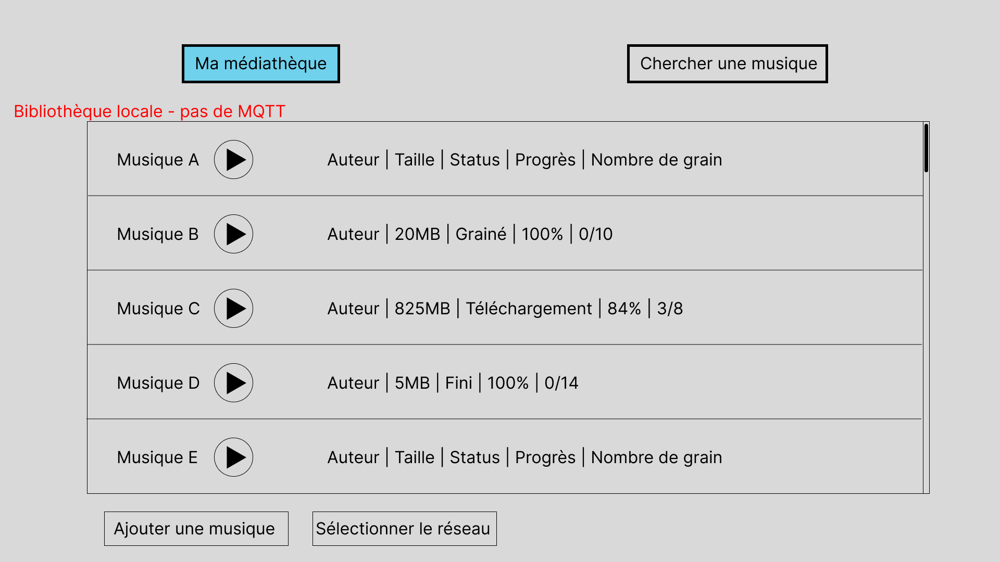 Ma médiathèque
Chercher une musique
Bibliothèque locale - pas de MQTT
Musique A Auteur | Taille | Status | Progrès | Nombre de grain
Musique B Auteur | 20MB | Grainé | 100% | 0/10
Musique C Auteur | 825MB | Téléchargement | 84% | 3/8
Musique D Auteur | 5MB | Fini | 100% | 0/14
Musique E Auteur | Taille | Status | Progrès | Nombre de grain
Ajouter une musique
Sélectionner le réseau